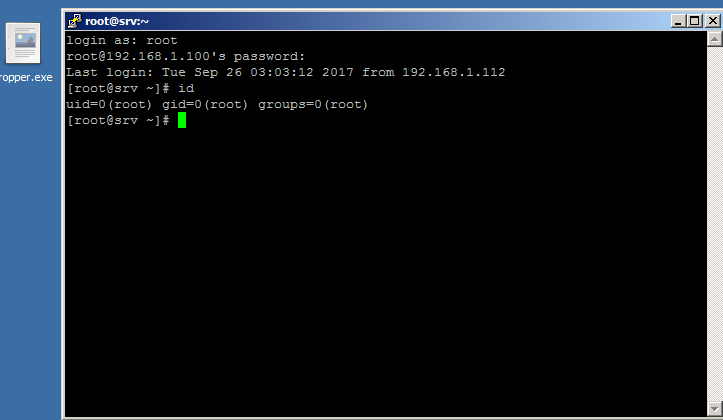 root@srv:~
ropper.exe
login as: root
root@192.168.1.100's password:
Last login: Tue Sep 26 03:03:12 2017 from 192.168.1.112
[root@srv ~]# id
uid=0(root) gid=0(root) groups=0(root)
[root@srv ~]#